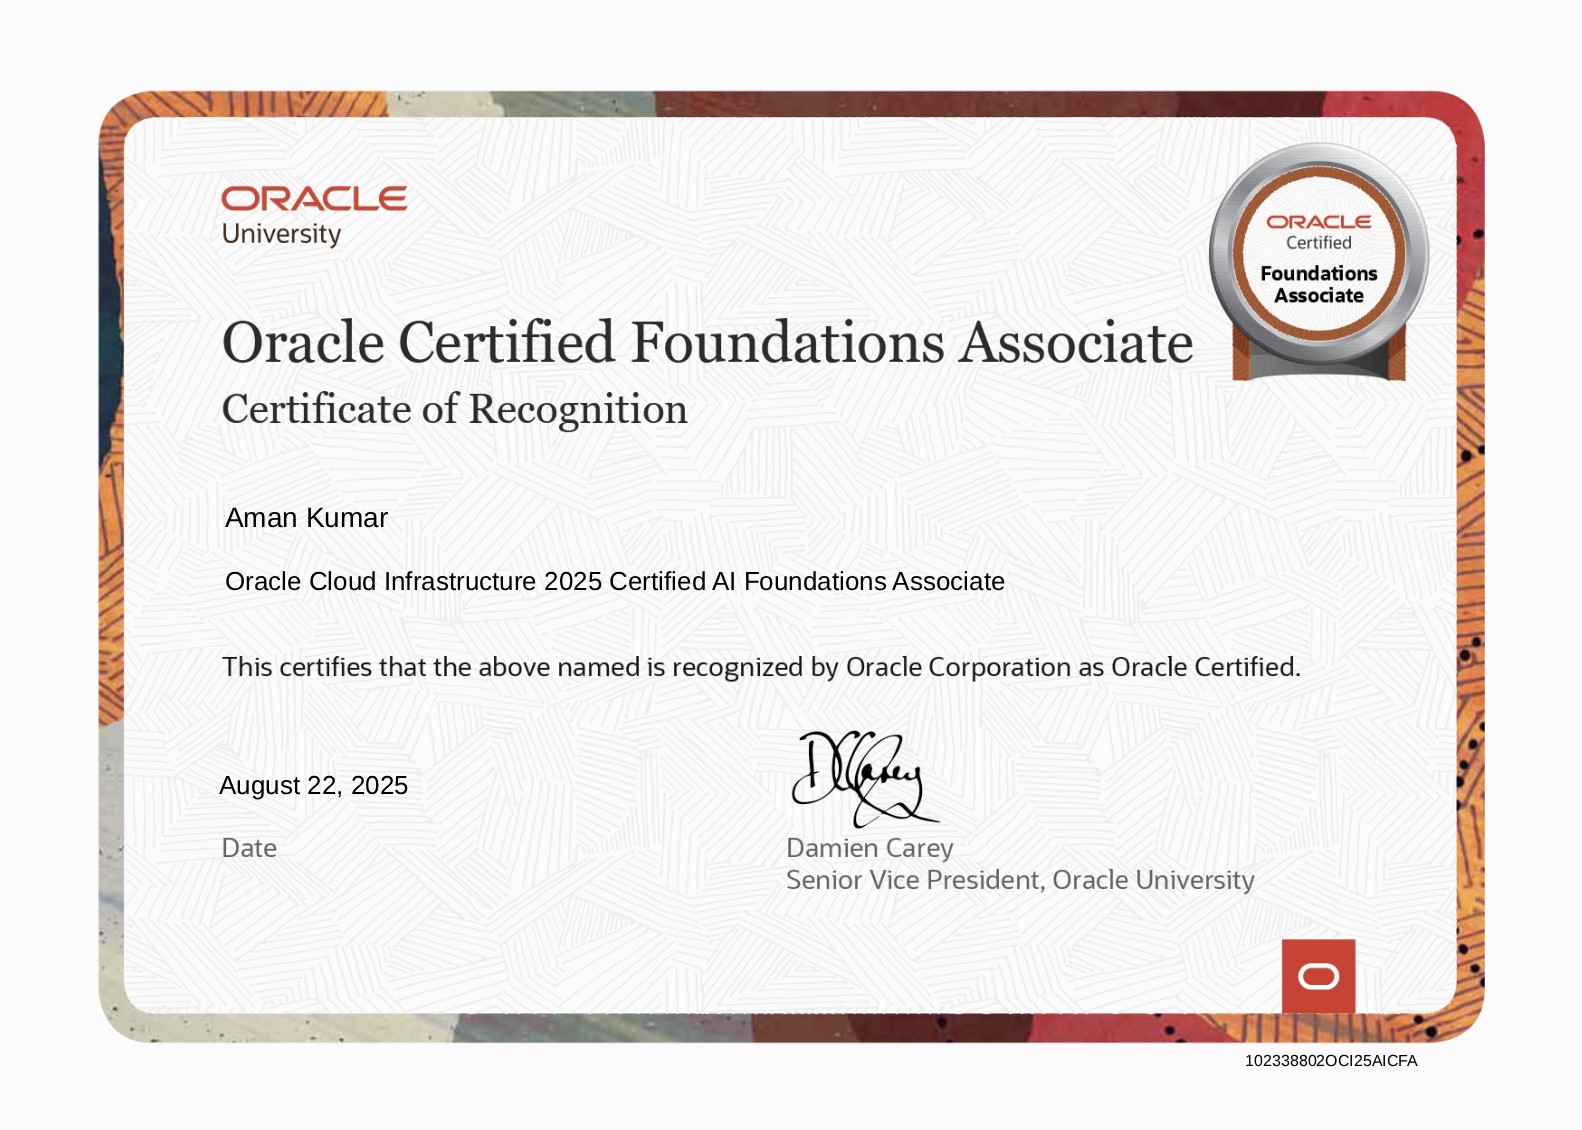 ORACLE
University
ORACLE
Certified
Foundations
Associate
Oracle Certified Foundations Associate
Certificate of Recognition
Aman Kumar
Oracle Cloud Infrastructure 2025 Certified AI Foundations Associate
This certifies that the above named is recognized by Oracle Corporation as Oracle Certified.
August 22, 2025
Date
DCCarey
Damien Carey
Senior Vice President, Oracle University
102338802OCI25AICFA